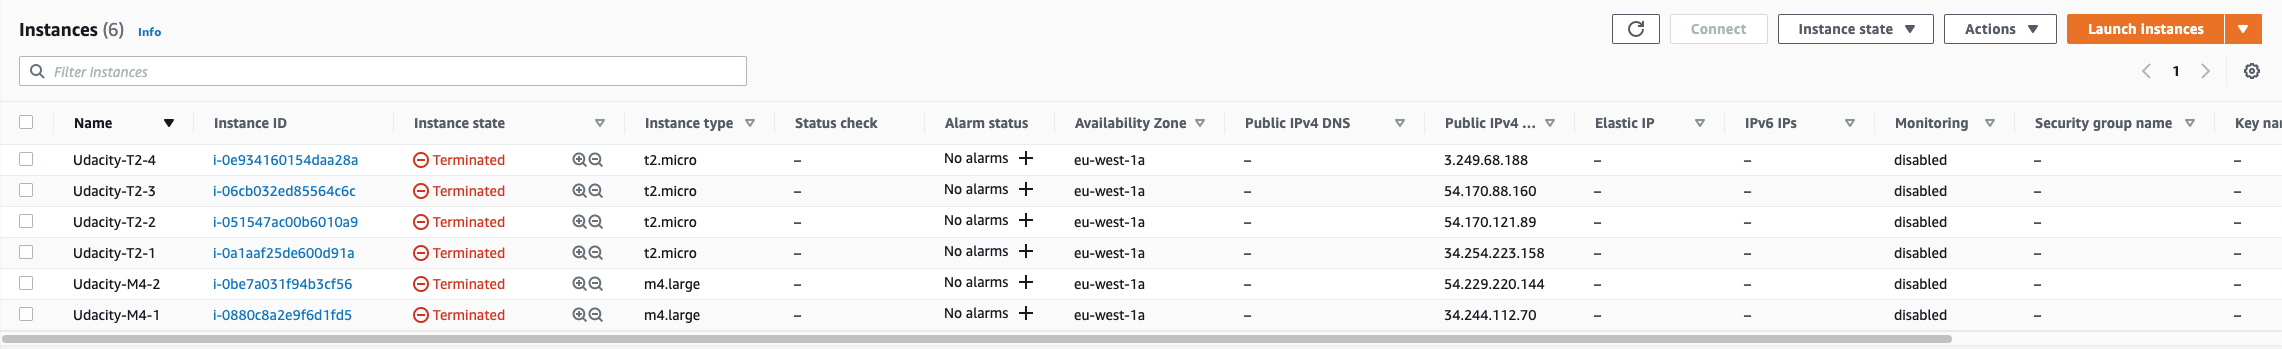 Instances (6) Info Connect Instance state Actions Launch instances
Filter instances 1
Name Instance ID Instance state Instance type Status check Alarm status Availability Zone Public IPv4 DNS Public IPv4 ... Elastic IP IPv6 IPs Monitoring Security group name Key na
Udacity-T2-4 i-0e934160154daa28a Terminated t2.micro – No alarms + eu-west-1a – 3.249.68.188 – – disabled – –
Udacity-T2-3 i-06cb032ed85564c6c Terminated t2.micro – No alarms + eu-west-1a – 54.170.88.160 – – disabled – –
Udacity-T2-2 i-051547ac00b6010a9 Terminated t2.micro – No alarms + eu-west-1a – 54.170.121.89 – – disabled – –
Udacity-T2-1 i-0a1aaf25de600d91a Terminated t2.micro – No alarms + eu-west-1a – 34.254.223.158 – – disabled – –
Udacity-M4-2 i-0be7a031f94b3cf56 Terminated m4.large – No alarms + eu-west-1a – 54.229.220.144 – – disabled – –
Udacity-M4-1 i-0880c8a2e9f6d1fd5 Terminated m4.large – No alarms + eu-west-1a – 34.244.112.70 – – disabled – –